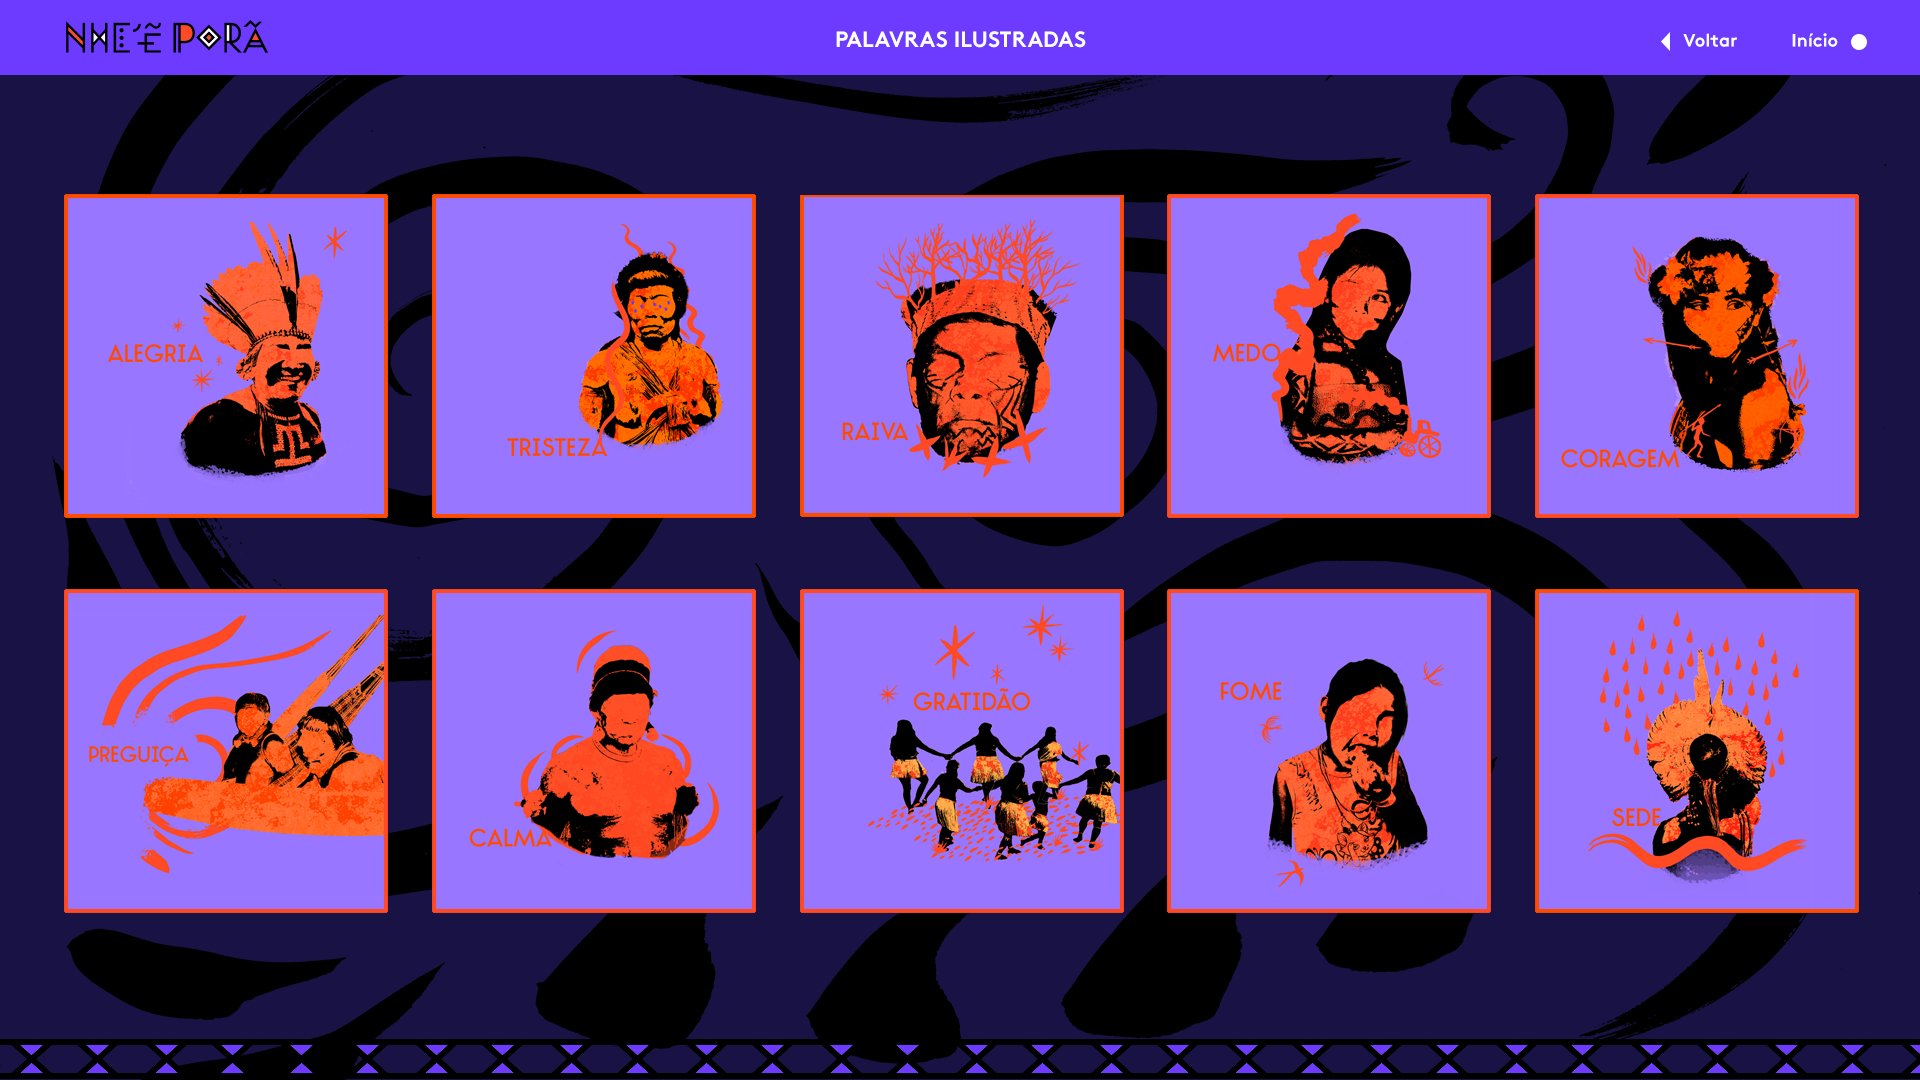 NHE'Ẽ PORÃ
PALAVRAS ILUSTRADAS
Voltar
Início
ALEGRIA
TRISTEZA
RAIVA
MEDO
CORAGEM
PREGUIÇA
CALMA
GRATIDÃO
FOME
SEDE